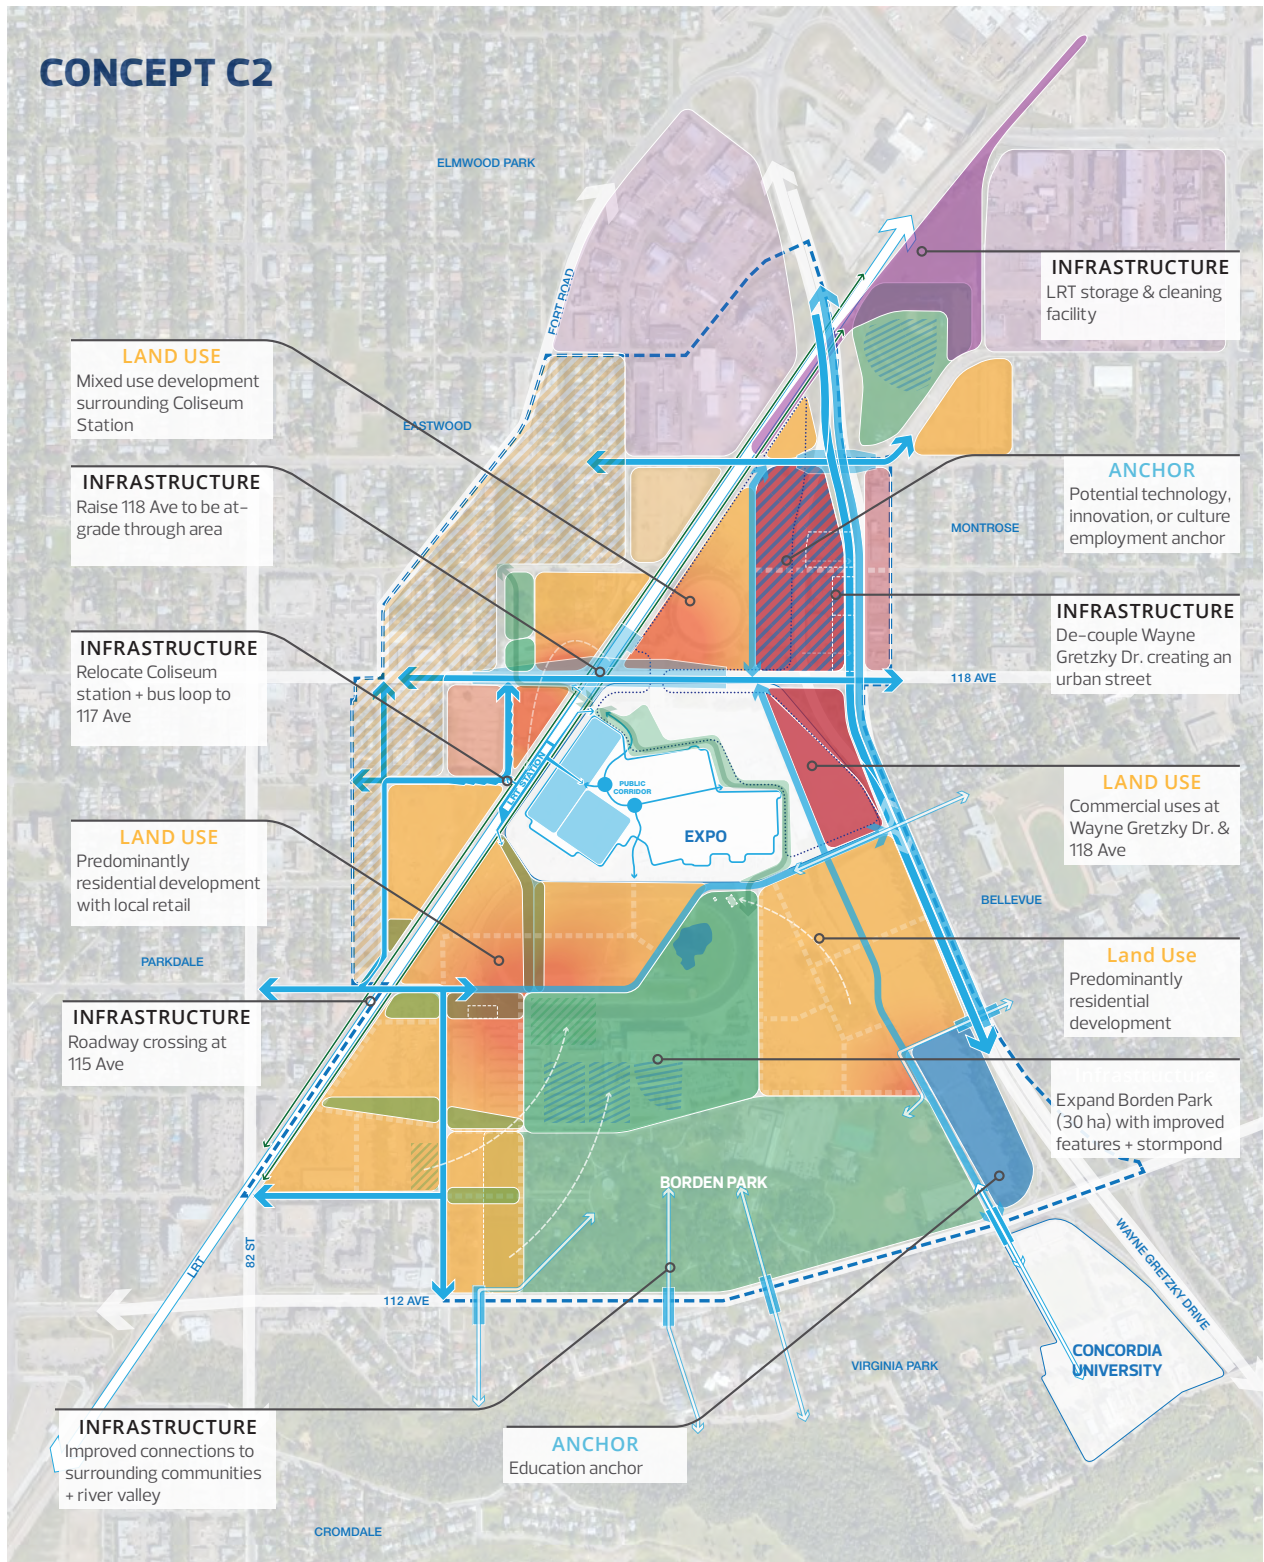 CONCEPT C2
ELMWOOD PARK
FORT ROAD
INFRASTRUCTURE
LRT storage & cleaning
facility
LAND USE
Mixed use development
surrounding Coliseum
Station
EASTWOOD
INFRASTRUCTURE
Raise 118 Ave to be at-
grade through area
ANCHOR
Potential technology,
innovation, or culture
employment anchor
MONTROSE
INFRASTRUCTURE
De-couple Wayne
Gretzky Dr. creating an
urban street
INFRASTRUCTURE
Relocate Coliseum
station + bus loop to
117 Ave
118 AVE
LRT STATION
PUBLIC
CORRIDOR
EXPO
LAND USE
Commercial uses at
Wayne Gretzky Dr. &
118 Ave
LAND USE
Predominantly
residential development
with local retail
BELLEVUE
PARKDALE
Land Use
Predominantly
residential
development
INFRASTRUCTURE
Roadway crossing at
115 Ave
Expand Borden Park
(30 ha) with improved
features + stormpond
BORDEN PARK
LRT
82 ST
WAYNE GRETZKY DRIVE
112 AVE
VIRGINIA PARK
CONCORDIA
UNIVERSITY
INFRASTRUCTURE
Improved connections to
surrounding communities
+ river valley
ANCHOR
Education anchor
CROMDALE